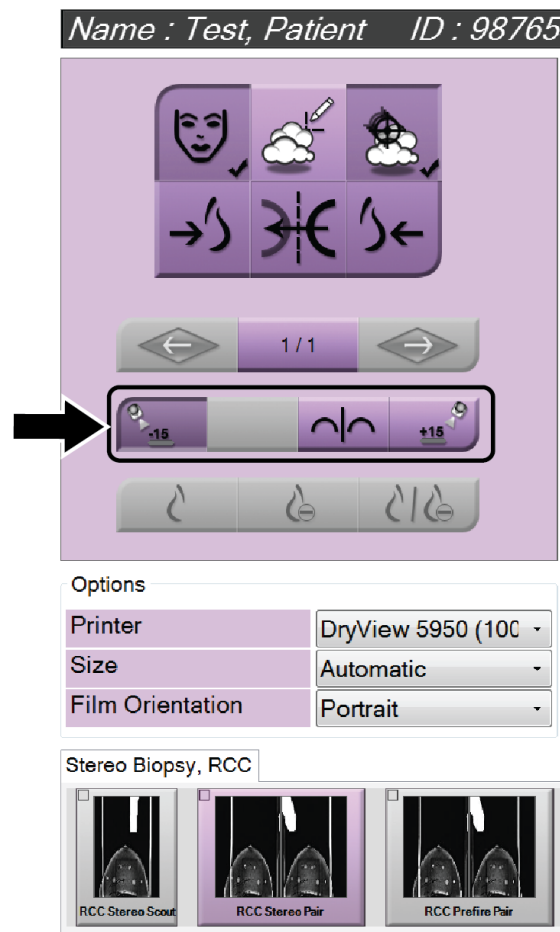 Name : Test, Patient ID : 98765
1 / 1
-15 +15
Options
Printer DryView 5950 (100
Size Automatic
Film Orientation Portrait
Stereo Biopsy, RCC
RCC Stereo Scout RCC Stereo Pair RCC Prefire Pair